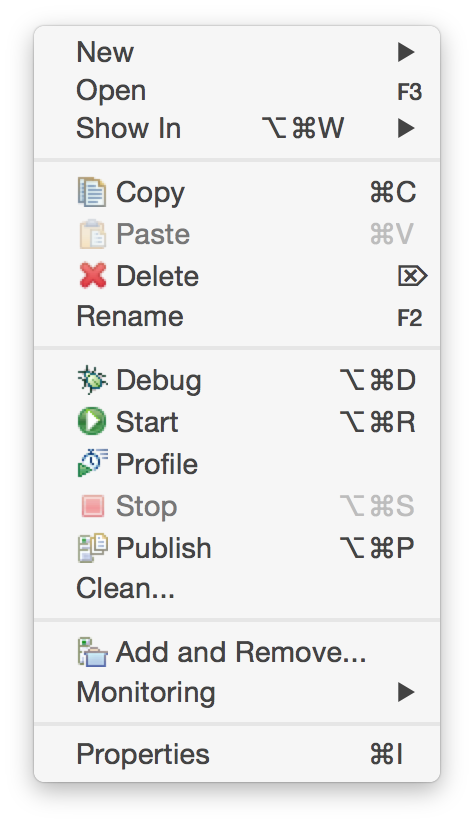 New ▶
Open F3
Show In ⌥⌘W ▶
Copy ⌘C
Paste ⌘V
Delete ⌦
Rename F2
Debug ⌥⌘D
Start ⌥⌘R
Profile
Stop ⌥⌘S
Publish ⌥⌘P
Clean...
Add and Remove...
Monitoring ▶
Properties ⌘I